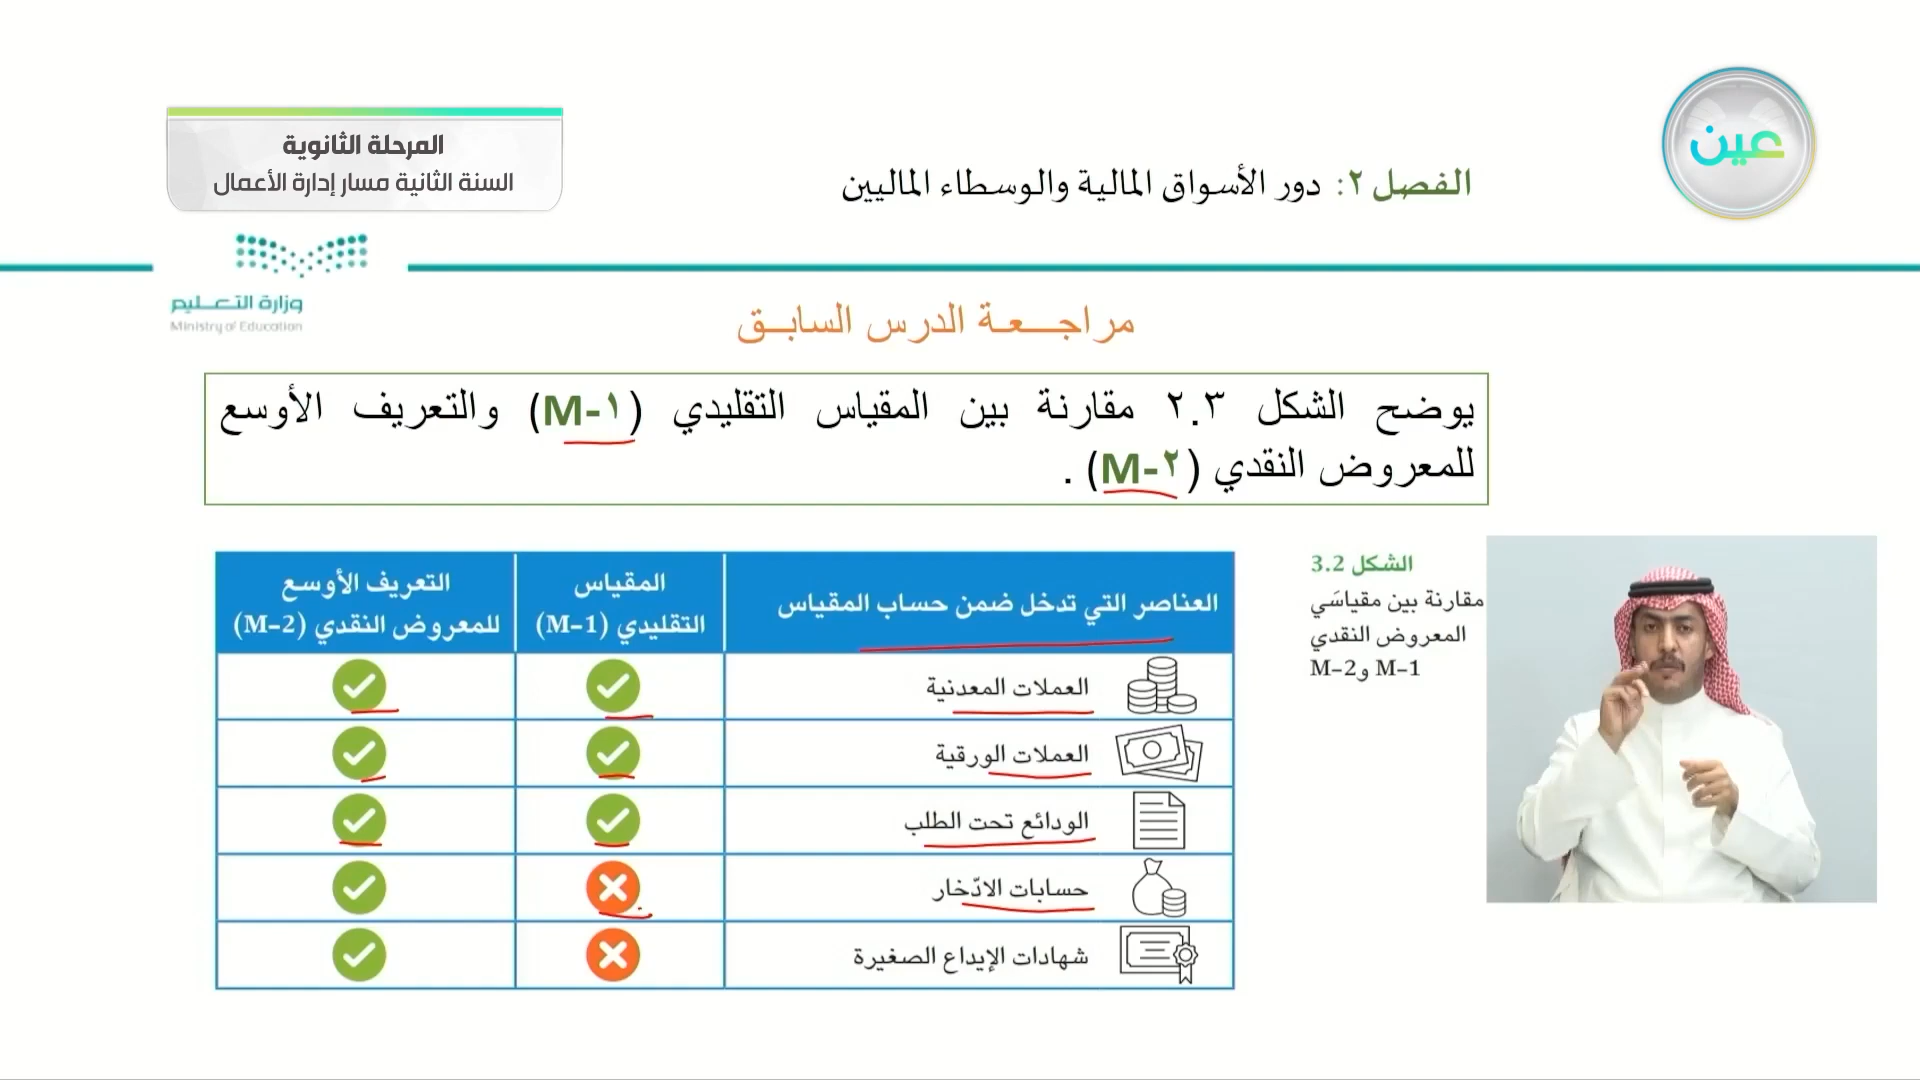 عين
المرحلة الثانوية
السنة الثانية مسار إدارة الأعمال
الفصل ٢: دور الأسواق المالية والوسطاء الماليين
وزارة التعليم
Ministry of Education
مراجـــعـة الدرس السابـق
يوضح الشكل ٢.٣ مقارنة بين المقياس التقليدي (M-١) والتعريف الأوسع
للمعروض النقدي (M-٢) .
الشكل 3.2
مقارنة بين مقياسَي
المعروض النقدي
M-1 وM-2
العناصر التي تدخل ضمن حساب المقياس
المقياس
التقليدي (M-1)
التعريف الأوسع
للمعروض النقدي (M-2)
العملات المعدنية
العملات الورقية
الودائع تحت الطلب
حسابات الادّخار
شهادات الإيداع الصغيرة